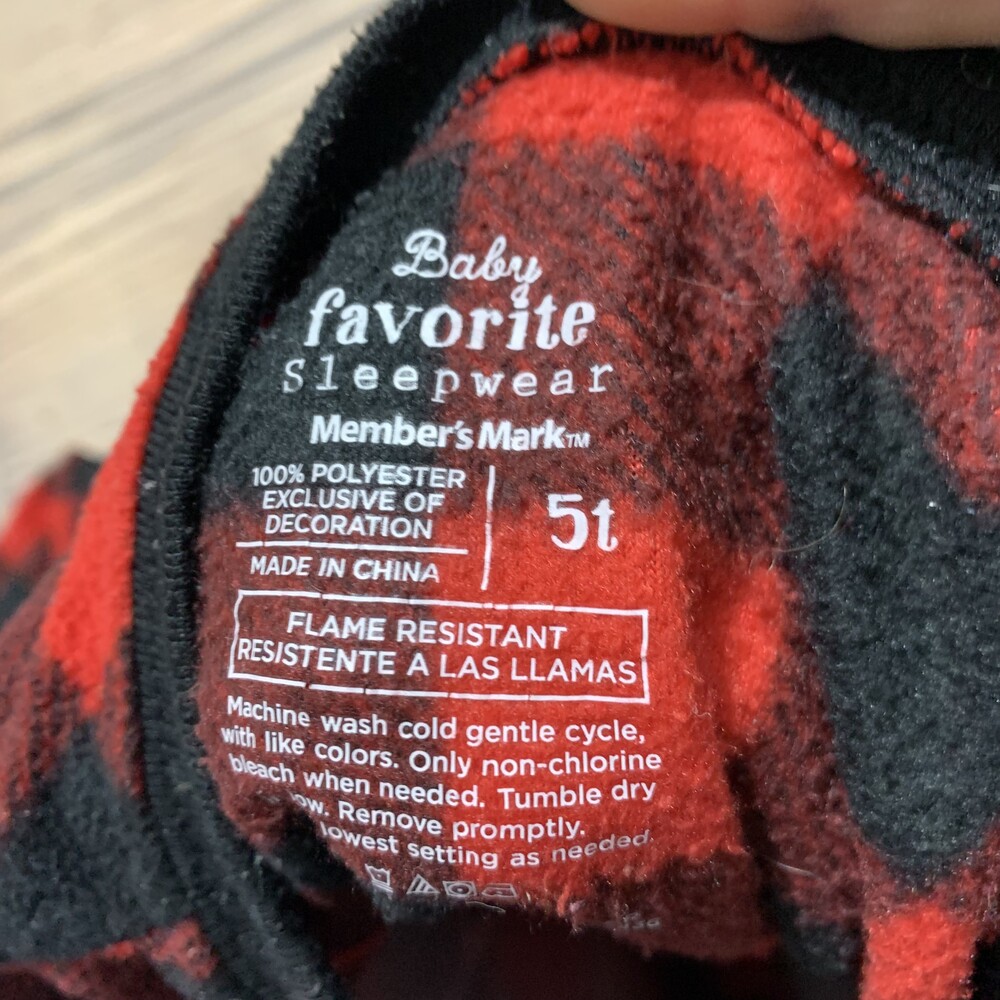 Baby
favorite
Sleepwear
Member's Mark™
100% POLYESTER
EXCLUSIVE OF
DECORATION
MADE IN CHINA
5t
FLAME RESISTANT
RESISTENTE A LAS LLAMAS
Machine wash cold gentle cycle,
with like colors. Only non-chlorine
bleach when needed. Tumble dry
Remove promptly.
lowest setting as needed.